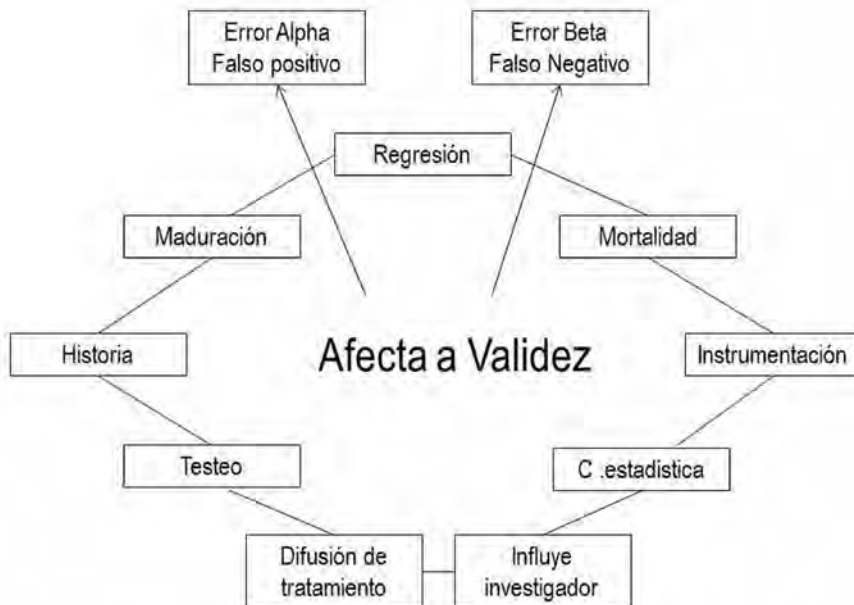 Error Alpha
Falso positivo
Error Beta
Falso Negativo
Regresión
Maduración
Mortalidad
Historia
Afecta a Validez
Instrumentación
Testeo
C .estadistica
Difusión de
tratamiento
Influye
investigador